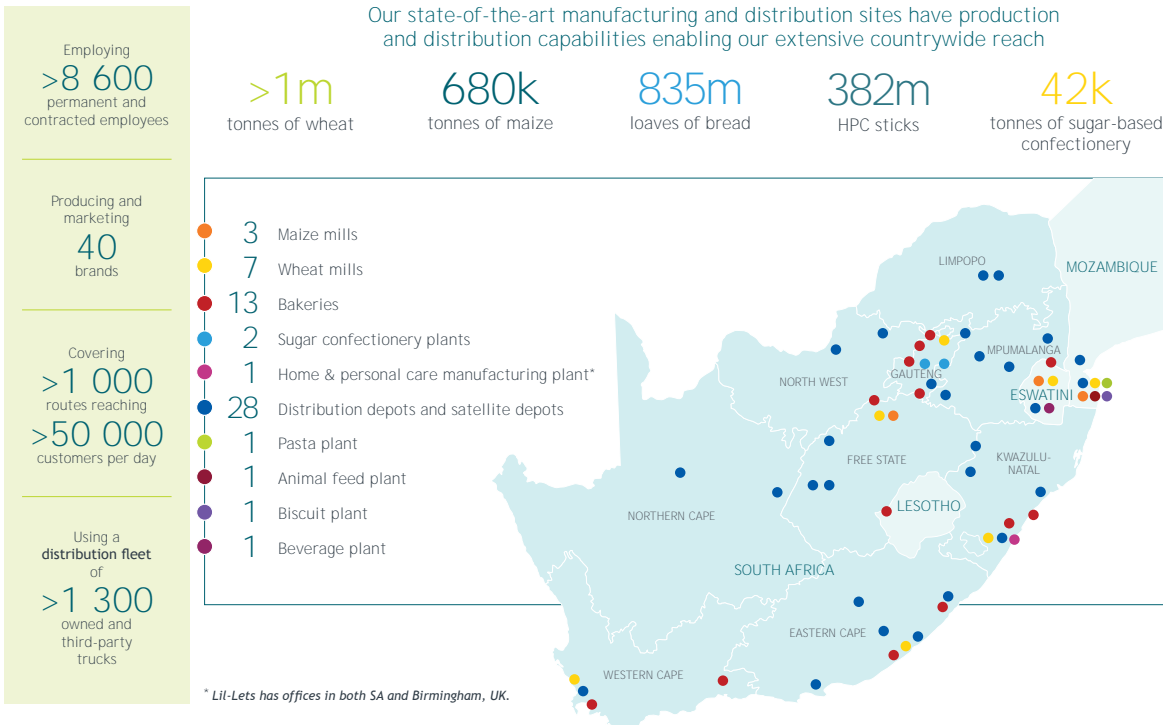 Employing
>8 600
permanent and
contracted employees
Producing and
marketing
40
brands
Covering
>1 000
routes reaching
>50 000
customers per day
Using a
distribution fleet
of
>1 300
owned and
third-party
trucks
Our state-of-the-art manufacturing and distribution sites have production
and distribution capabilities enabling our extensive countrywide reach
>1m
tonnes of wheat
680k
tonnes of maize
835m
loaves of bread
382m
HPC sticks
42k
tonnes of sugar-based
confectionery
3 Maize mills
7 Wheat mills
13 Bakeries
2 Sugar confectionery plants
1 Home & personal care manufacturing plant*
28 Distribution depots and satellite depots
1 Pasta plant
1 Animal feed plant
1 Biscuit plant
1 Beverage plant
LIMPOPO
MOZAMBIQUE
MPUMALANGA
GAUTENG
NORTH WEST
ESWATINI
FREE STATE
KWAZULU-
NATAL
LESOTHO
NORTHERN CAPE
SOUTH AFRICA
EASTERN CAPE
WESTERN CAPE
* Lil-Lets has offices in both SA and Birmingham, UK.